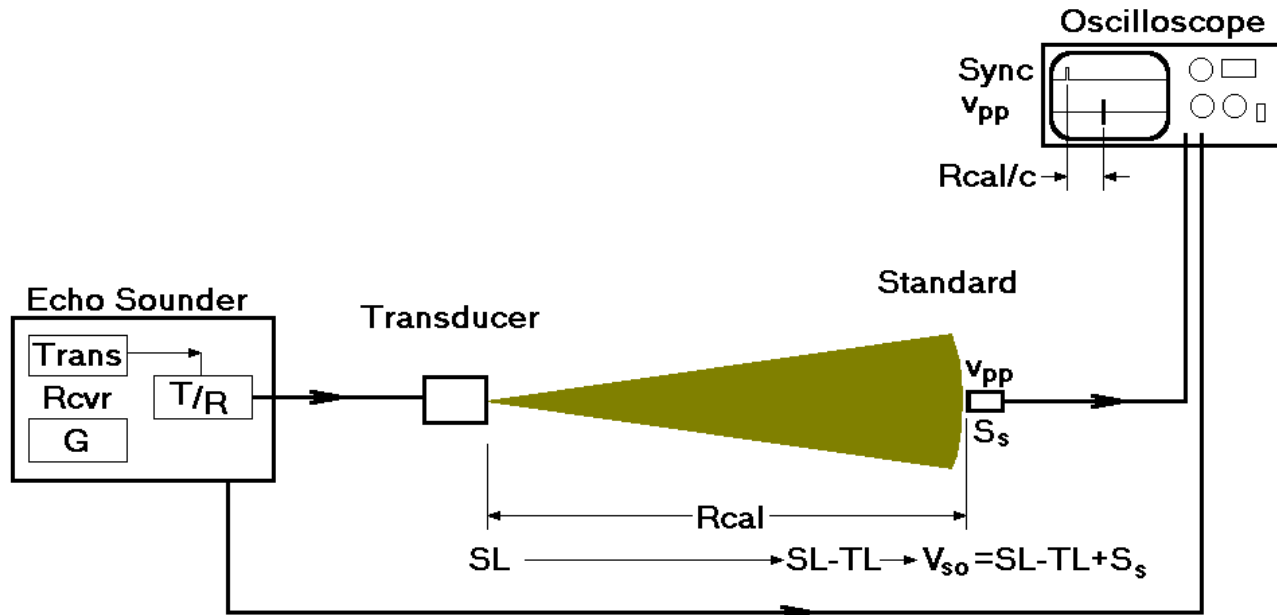 Oscilloscope
Sync
vpp
Rcal/c
Standard
Echo Sounder
Transducer
Trans
Rcvr
T/R
G
vpp
Ss
Rcal
SL SL-TL Vso=SL-TL+Ss